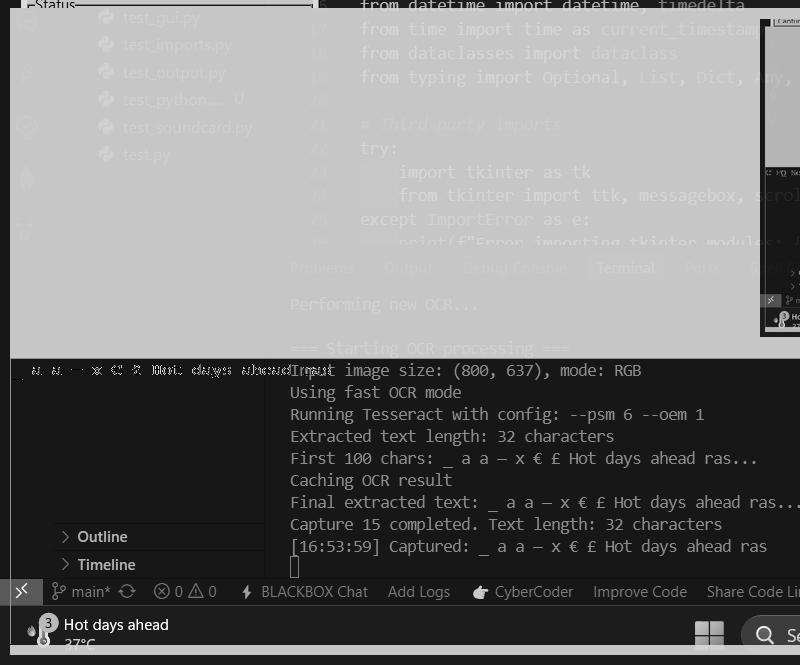 Status
test_gui.py
test_imports.py
test_output.py
test_python... U
test_soundcard.py
test.py
from datetime import datetime, timedelta
from time import time as current_timestamp
from dataclasses import dataclass
from typing import Optional, List, Dict, Any,
# Third-party imports
try:
import tkinter as tk
from tkinter import ttk, messagebox, scrol
except ImportError as e:
print(f"Error importing tkinter modules:
Problems Output Debug Console Terminal Ports
Performing new OCR...
=== Starting OCR processing ===
_ a a — x € £ Hot days ahead
Input image size: (800, 637), mode: RGB
Using fast OCR mode
Running Tesseract with config: --psm 6 --oem 1
Extracted text length: 32 characters
First 100 chars: _ a a — x € £ Hot days ahead ras...
Caching OCR result
Final extracted text: _ a a — x € £ Hot days ahead ras...
Capture 15 completed. Text length: 32 characters
[16:53:59] Captured: _ a a — x € £ Hot days ahead ras
Outline
Timeline
main* 0 0 BLACKBOX Chat Add Logs CyberCoder Improve Code Share Code Lin
3 Hot days ahead
37°C
Se